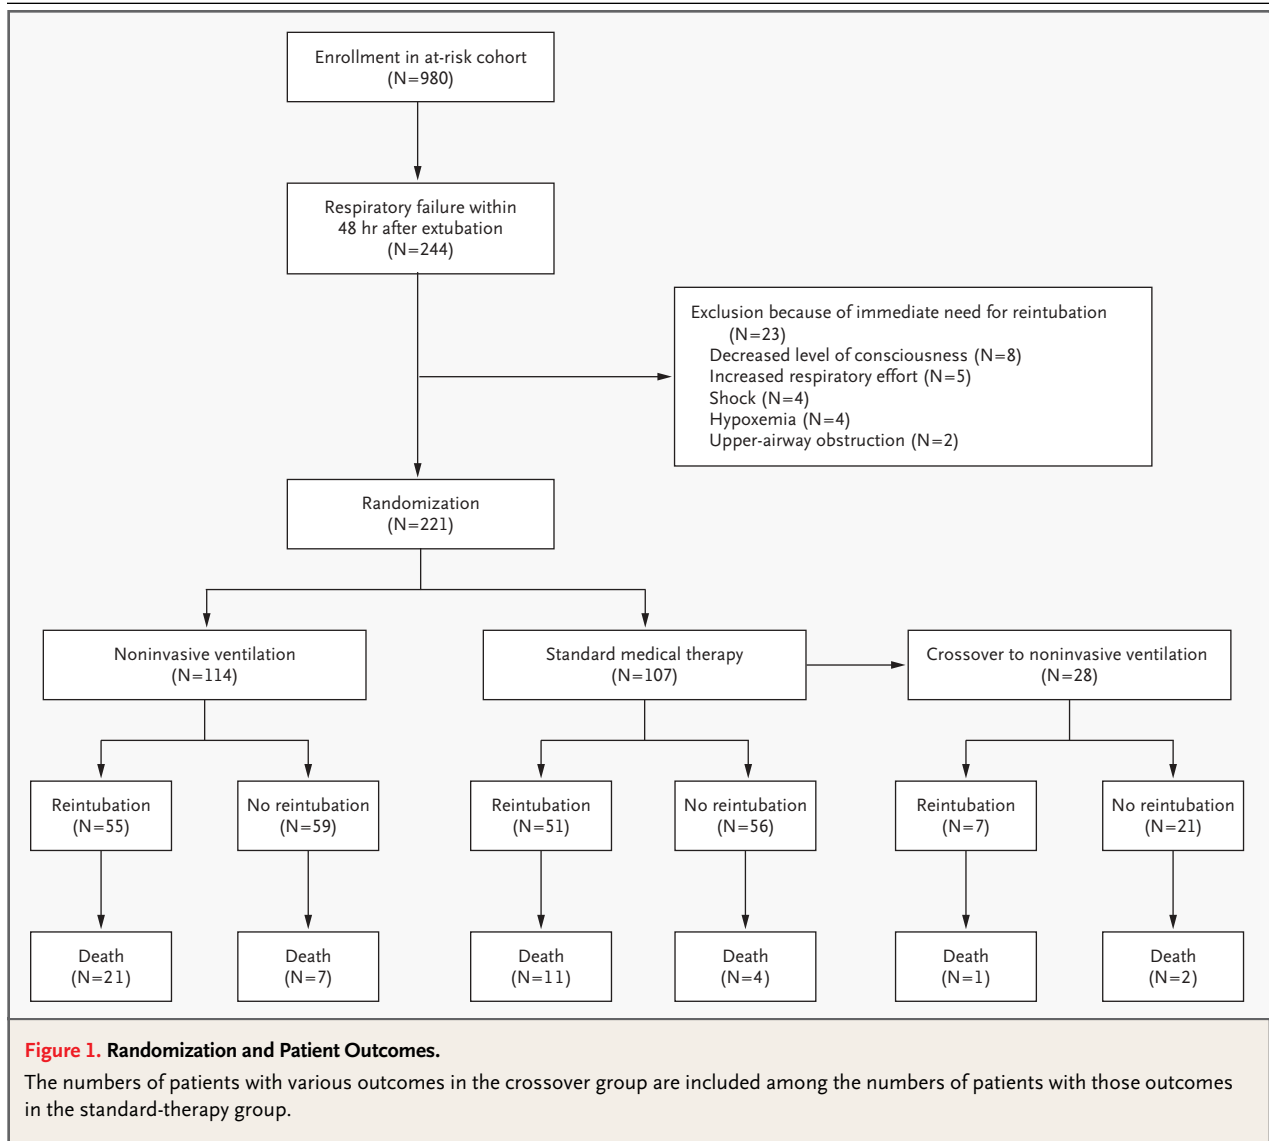 Enrollment in at-risk cohort
(N=980)
Respiratory failure within
48 hr after extubation
(N=244)
Exclusion because of immediate need for reintubation
(N=23)
Decreased level of consciousness (N=8)
Increased respiratory effort (N=5)
Shock (N=4)
Hypoxemia (N=4)
Upper-airway obstruction (N=2)
Randomization
(N=221)
Noninvasive ventilation
(N=114)
Standard medical therapy
(N=107)
Crossover to noninvasive ventilation
(N=28)
Reintubation
(N=55)
No reintubation
(N=59)
Reintubation
(N=51)
No reintubation
(N=56)
Reintubation
(N=7)
No reintubation
(N=21)
Death
(N=21)
Death
(N=7)
Death
(N=11)
Death
(N=4)
Death
(N=1)
Death
(N=2)
Figure 1. Randomization and Patient Outcomes.
The numbers of patients with various outcomes in the crossover group are included among the numbers of patients with those outcomes
in the standard-therapy group.